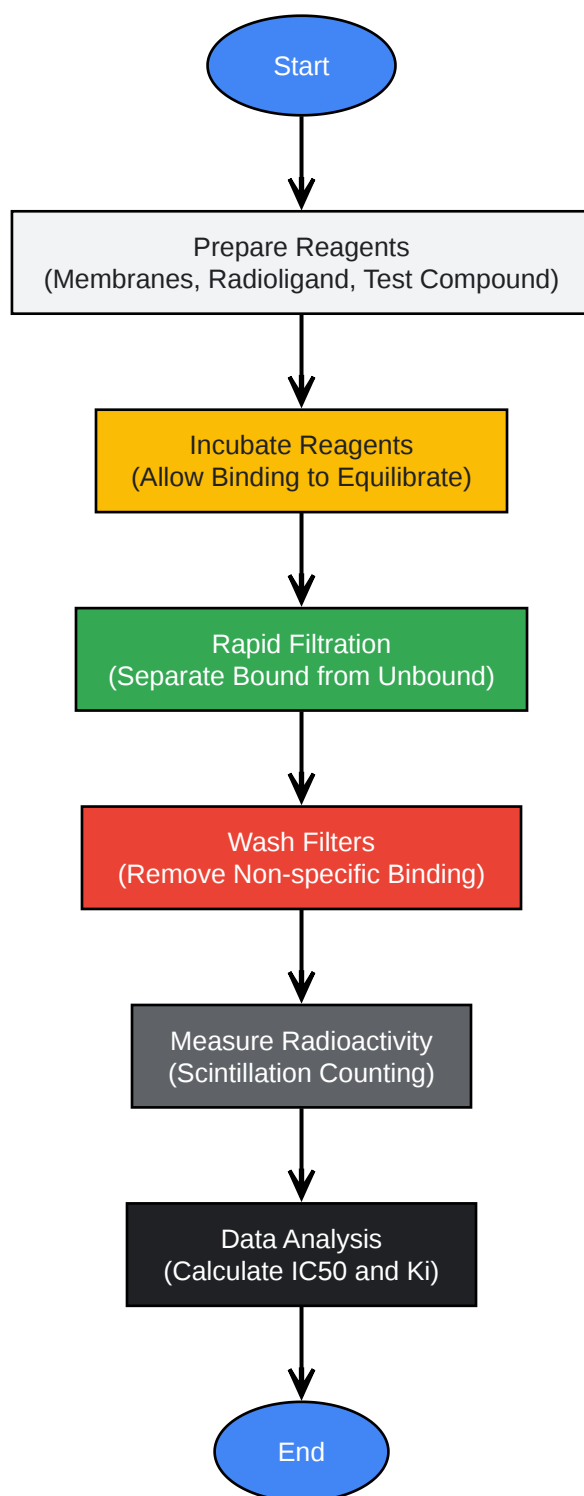 Start
Prepare Reagents
(Membranes, Radioligand, Test Compound)
Incubate Reagents
(Allow Binding to Equilibrate)
Rapid Filtration
(Separate Bound from Unbound)
Wash Filters
(Remove Non-specific Binding)
Measure Radioactivity
(Scintillation Counting)
Data Analysis
(Calculate IC50 and Ki)
End